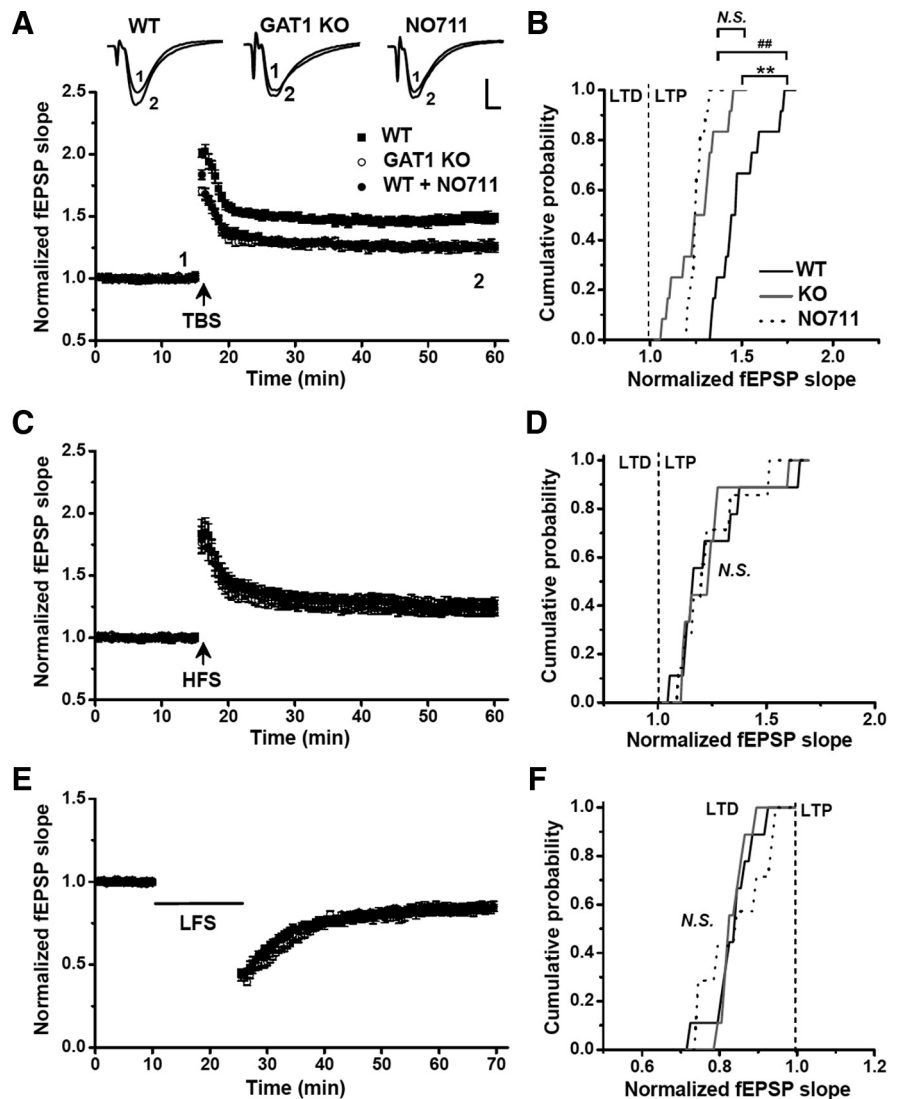 A
WT
GAT1 KO
NO711
1
2
1
2
1
2
Normalized fEPSP slope
2.5
2.0
1.5
1.0
0.5
WT
GAT1 KO
WT + NO711
1
2
TBS
0 10 20 30 40 50 60
Time (min)
B
N.S.
##
**
LTD LTP
Cumulative probability
1.0
0.8
0.6
0.4
0.2
0.0
WT
KO
NO711
1.0 1.5 2.0
Normalized fEPSP slope
C
Normalized fEPSP slope
2.5
2.0
1.5
1.0
0.5
HFS
0 10 20 30 40 50 60
Time (min)
D
LTD LTP
Cumulative probability
1.0
0.8
0.6
0.4
0.2
0.0
N.S.
1.0 1.5 2.0
Normalized fEPSP slope
E
Normalized fEPSP slope
1.5
1.0
0.5
0.0
LFS
0 10 20 30 40 50 60 70
Time (min)
F
LTD LTP
Cumulative probability
1.0
0.8
0.6
0.4
0.2
0.0
N.S.
0.6 0.8 1.0 1.2
Normalized fEPSP slope